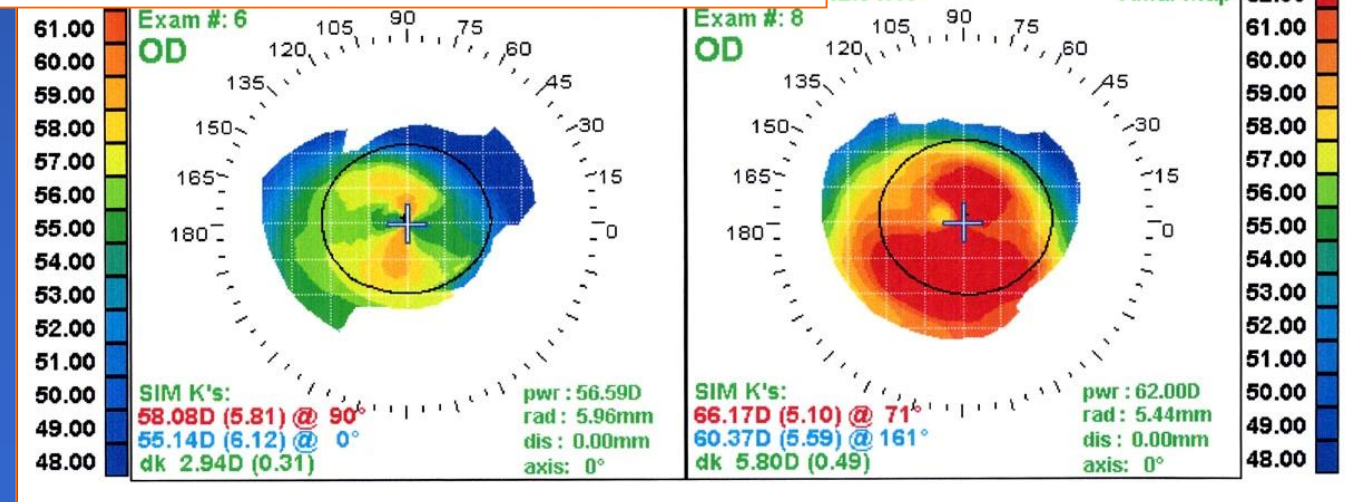 61.00
60.00
59.00
58.00
57.00
56.00
55.00
54.00
53.00
52.00
51.00
50.00
49.00
48.00
Exam #: 6
OD
90
105
75
120
60
135
45
150
30
165
15
180
0
SIM K's:
58.08D (5.81) @ 90°
55.14D (6.12) @ 0°
dk 2.94D (0.31)
pwr : 56.59D
rad : 5.96mm
dis : 0.00mm
axis: 0°
Exam #: 8
OD
90
105
75
120
60
135
45
150
30
165
15
180
0
SIM K's:
66.17D (5.10) @ 71°
60.37D (5.59) @ 161°
dk 5.80D (0.49)
pwr : 62.00D
rad : 5.44mm
dis : 0.00mm
axis: 0°
61.00
60.00
59.00
58.00
57.00
56.00
55.00
54.00
53.00
52.00
51.00
50.00
49.00
48.00